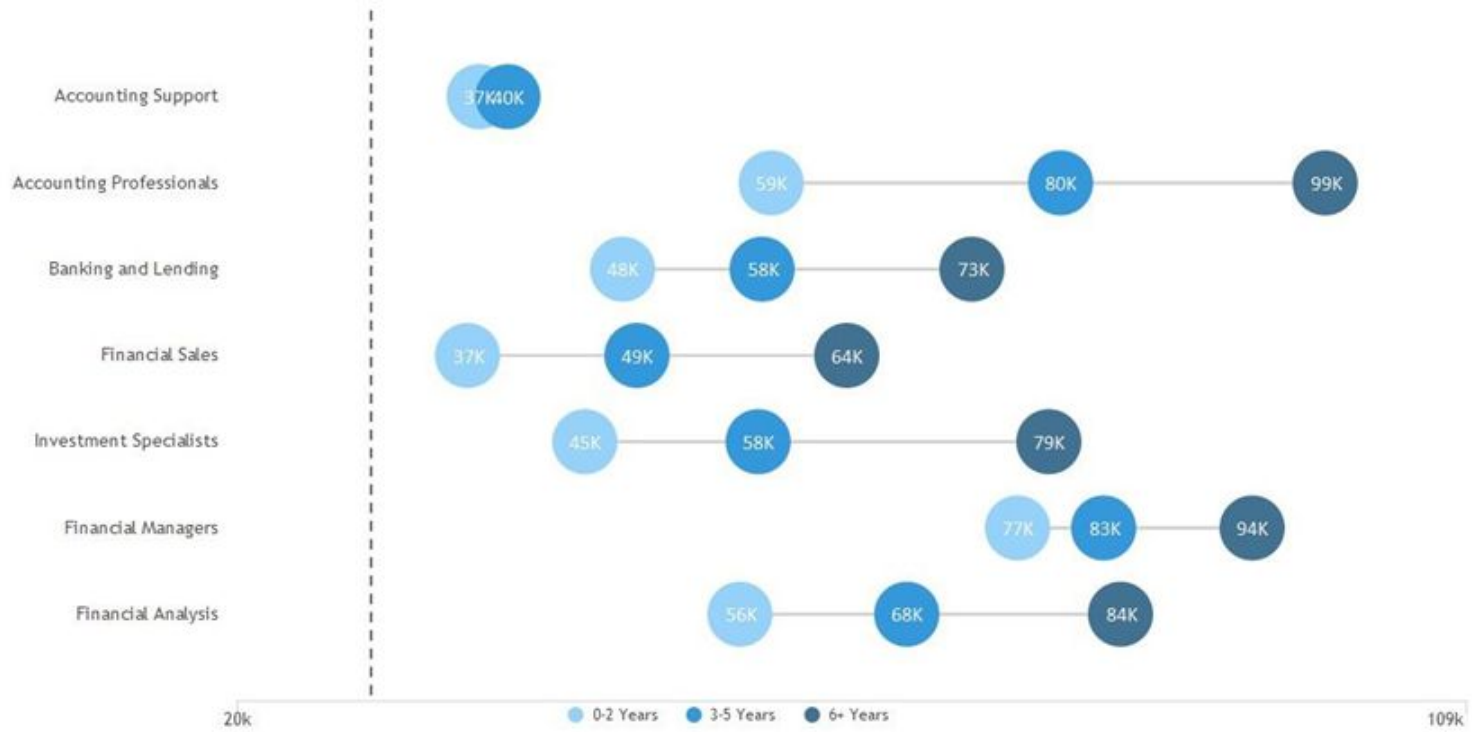 Accounting Support 37K 40K
Accounting Professionals 59K 80K 99K
Banking and Lending 48K 58K 73K
Financial Sales 37K 49K 64K
Investment Specialists 45K 58K 79K
Financial Managers 77K 83K 94K
Financial Analysis 56K 68K 84K
20k 109k
0-2 Years 3-5 Years 6+ Years